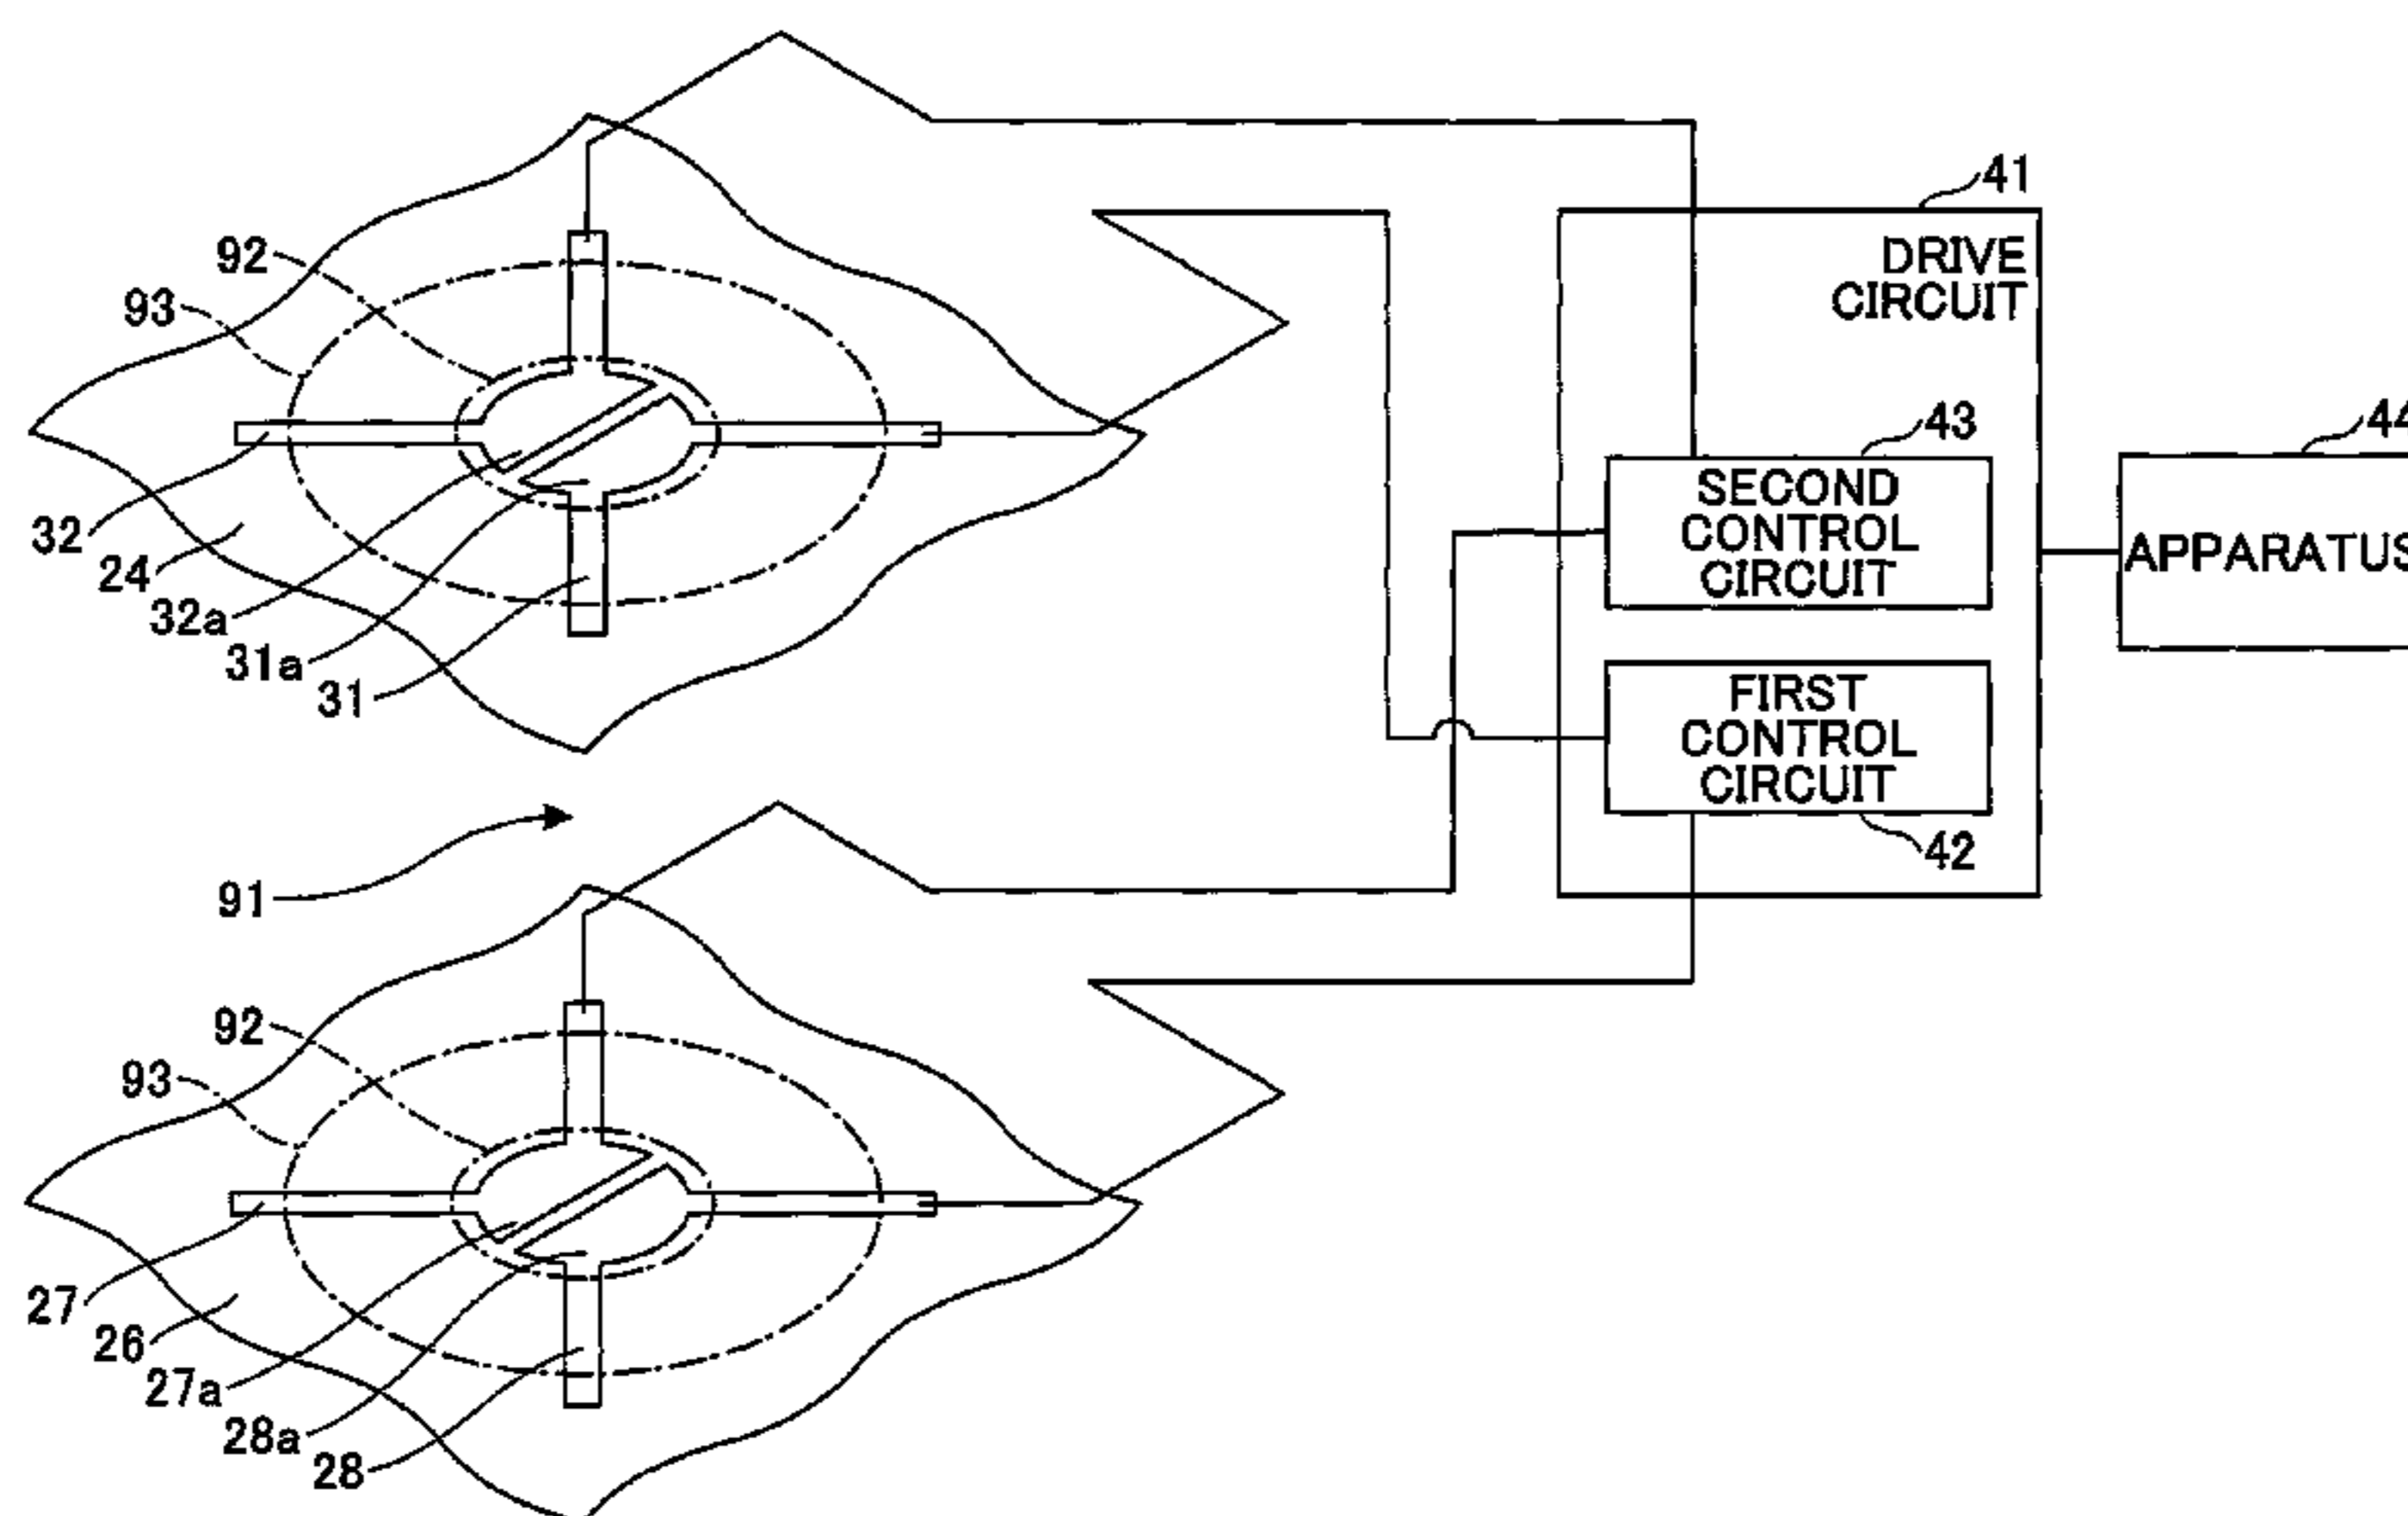 41
DRIVE
CIRCUIT
92
93
43
44
SECOND
CONTROL
CIRCUIT
APPARATUS
32
24
32a
31a
31
FIRST
CONTROL
CIRCUIT
42
91
92
93
27
26
27a
28a
28